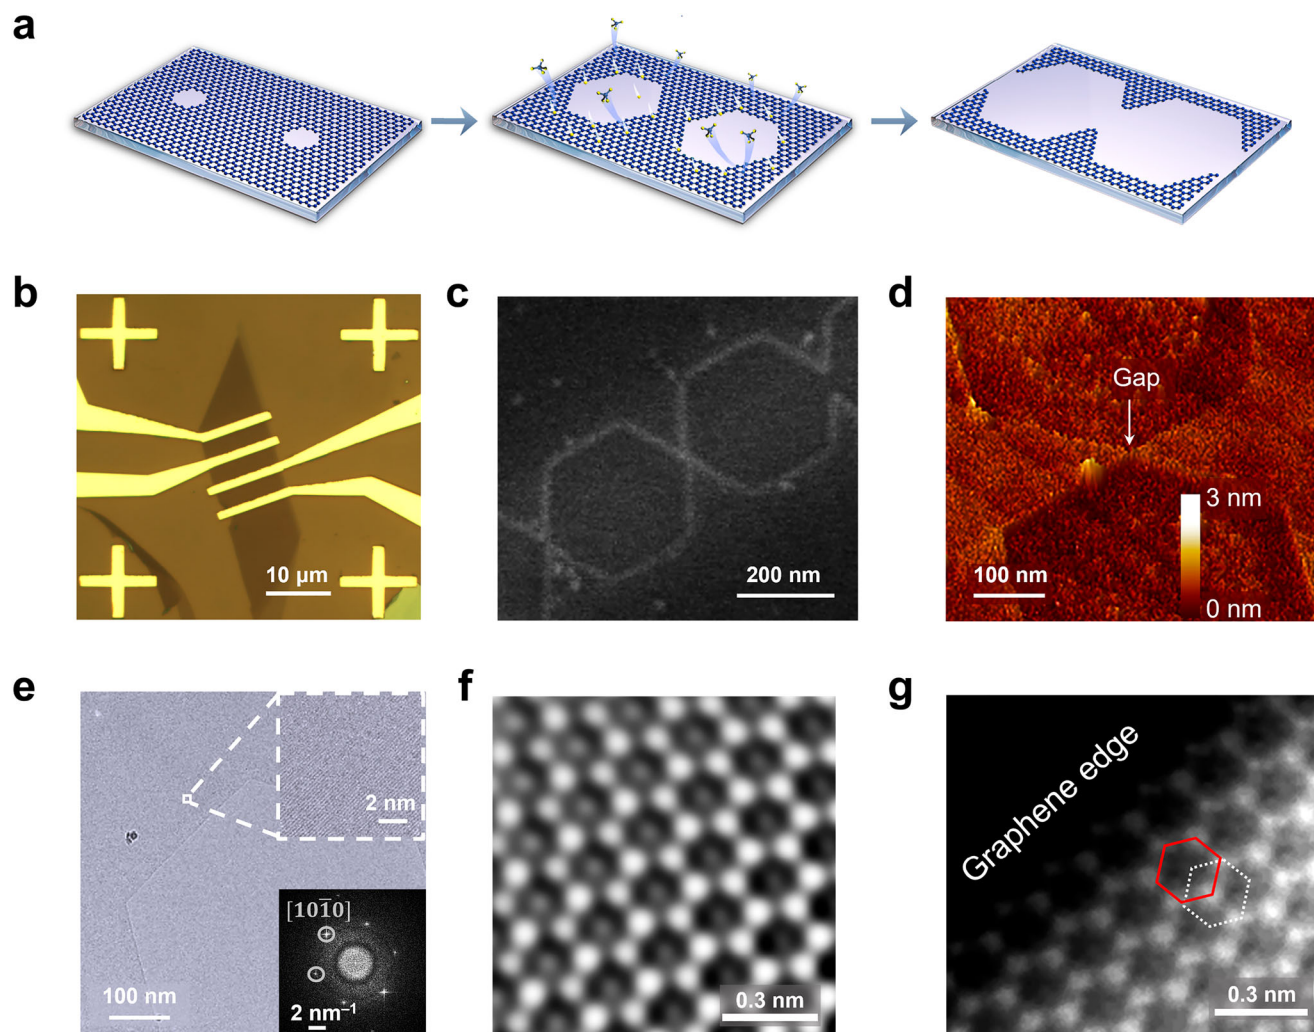 a
b
10 μm
c
200 nm
d
Gap
3 nm
0 nm
100 nm
e
2 nm
[101̄0]
100 nm
2 nm⁻¹
f
0.3 nm
g
Graphene edge
0.3 nm